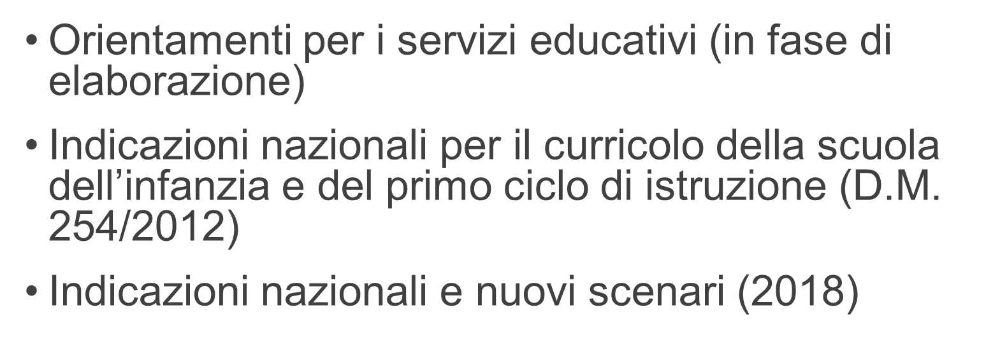 • Orientamenti per i servizi educativi (in fase di
elaborazione)
• Indicazioni nazionali per il curricolo della scuola
dell’infanzia e del primo ciclo di istruzione (D.M.
254/2012)
• Indicazioni nazionali e nuovi scenari (2018)